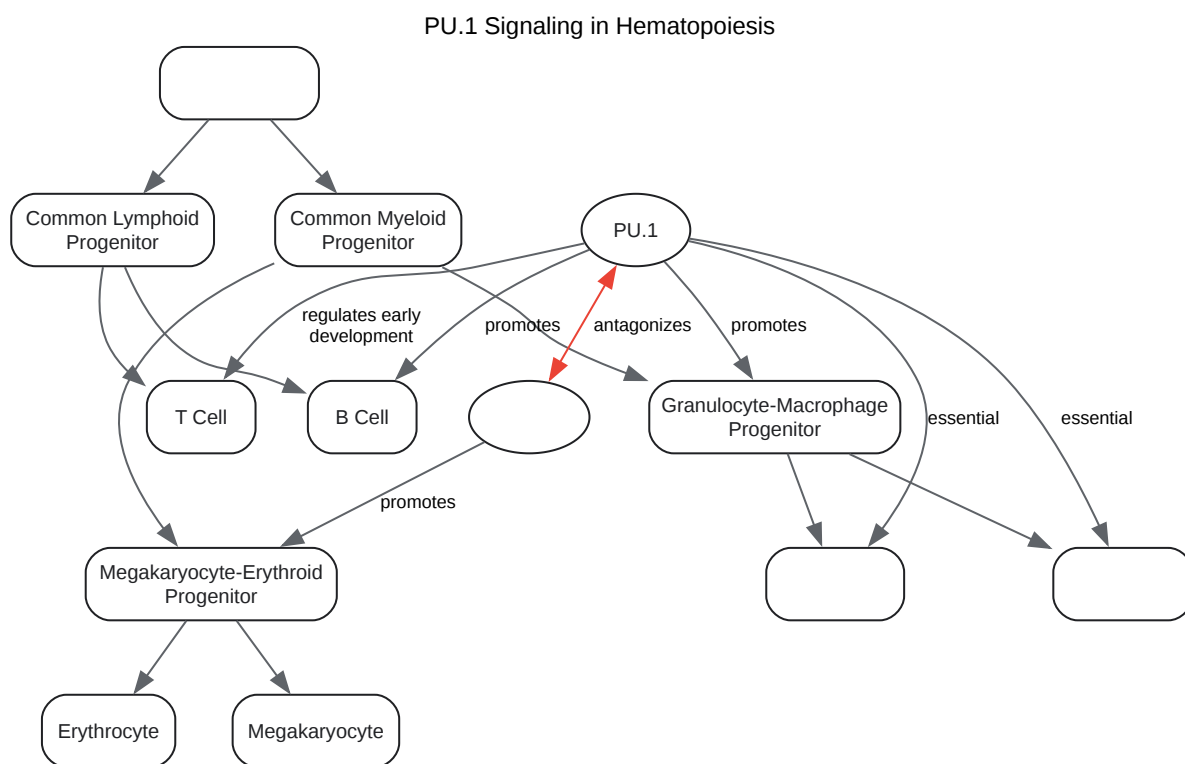 PU.1 Signaling in Hematopoiesis
Common Lymphoid
Progenitor
Common Myeloid
Progenitor
PU.1
regulates early
development
promotes
antagonizes
promotes
T Cell
B Cell
Granulocyte-Macrophage
Progenitor
essential
essential
promotes
Megakaryocyte-Erythroid
Progenitor
Erythrocyte
Megakaryocyte